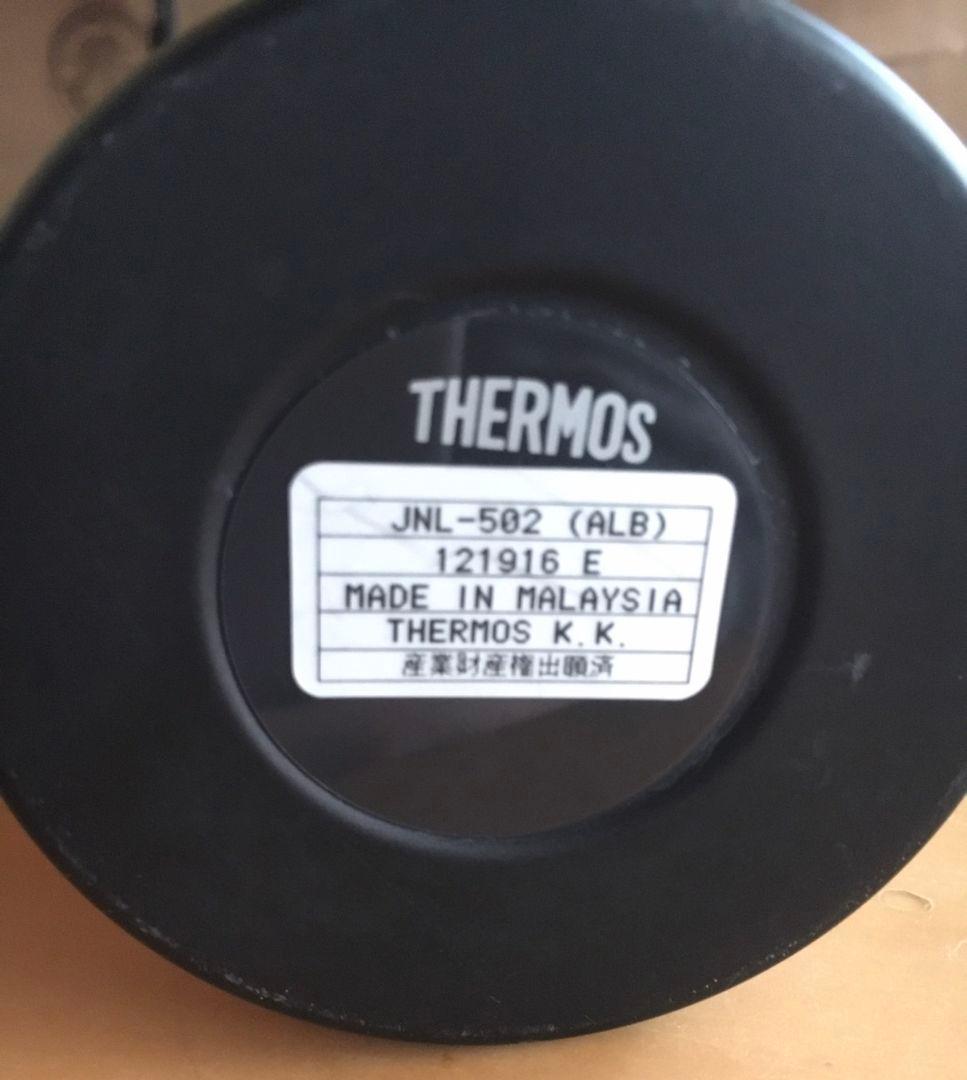 THERMOS
JNL-502 (ALB)
121916 E
MADE IN MALAYSIA
THERMOS K.K.
産業財産権出願済